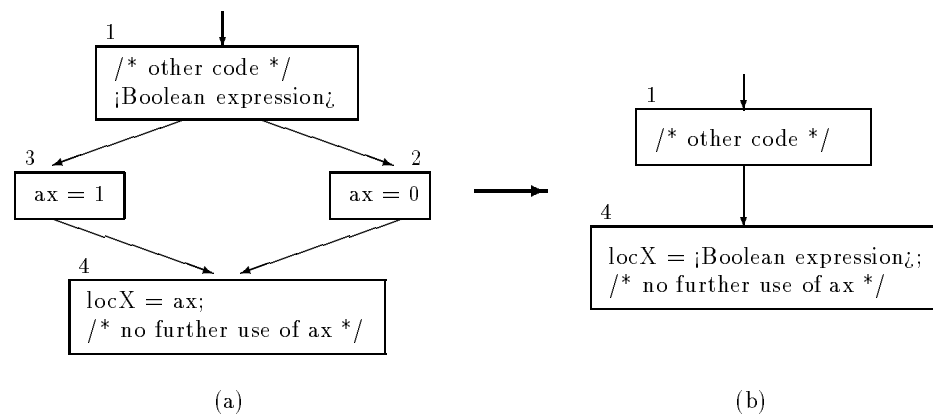 1
/* other code */
¡Boolean expression¿
3
ax = 1
2
ax = 0
4
locX = ax;
/* no further use of ax */
(a)
1
/* other code */
4
locX = ¡Boolean expression¿;
/* no further use of ax */
(b)